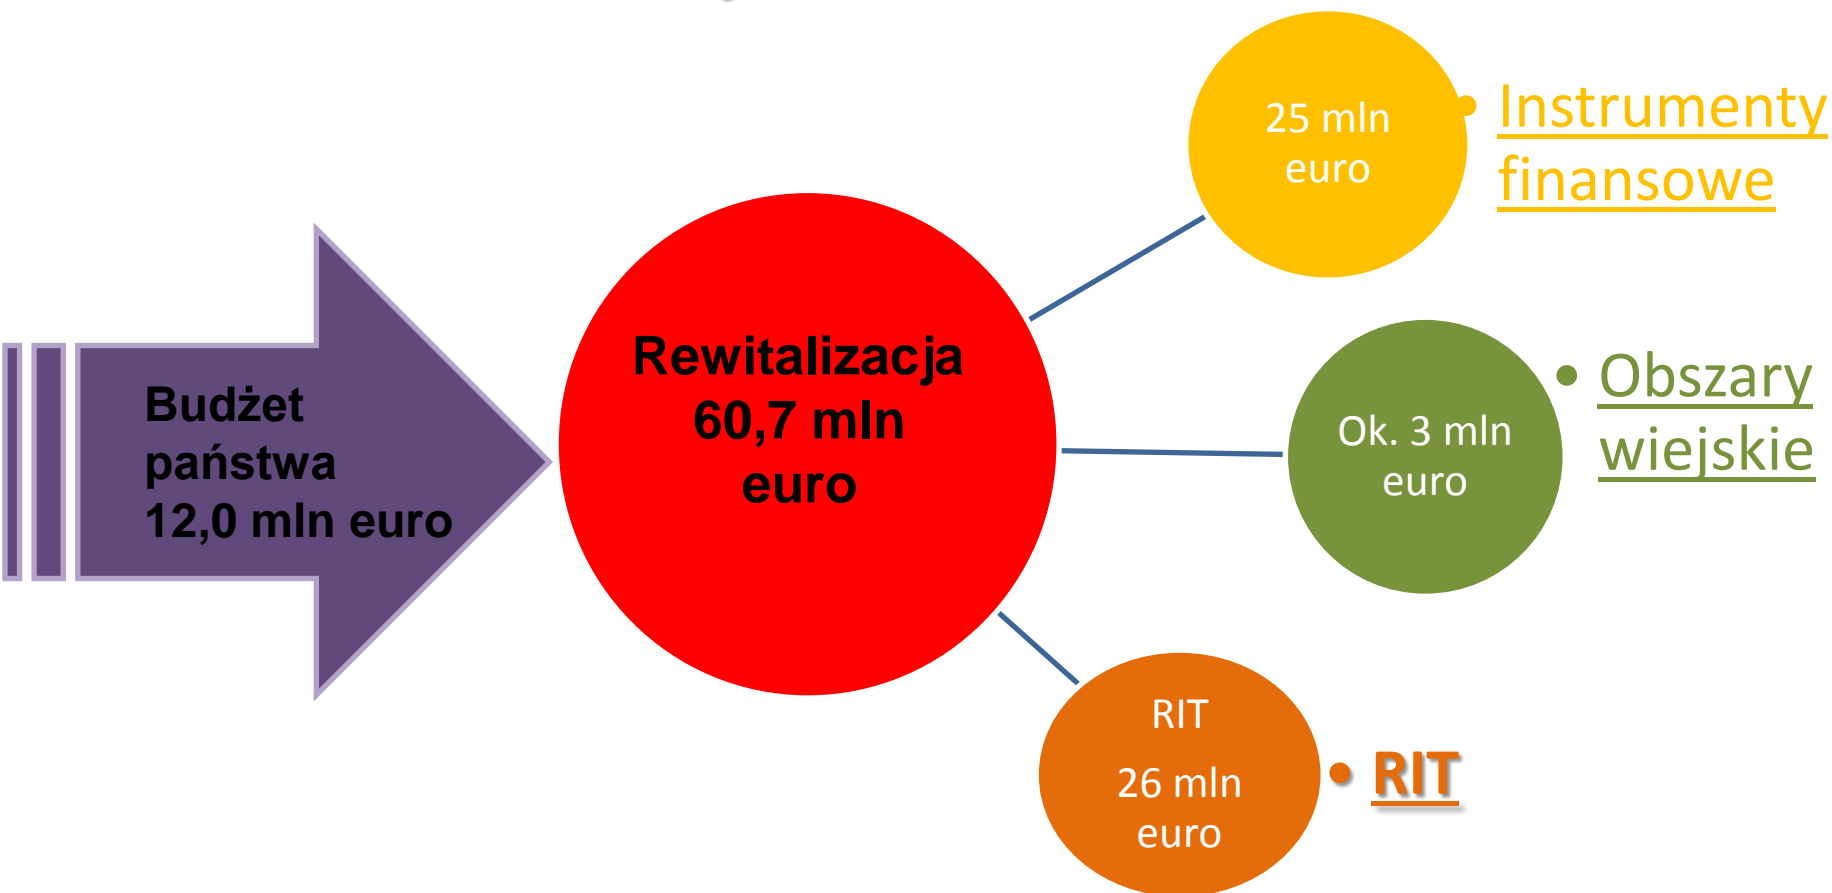 Budżet
państwa
12,0 mln euro
Rewitalizacja
60,7 mln
euro
25 mln
euro
• Instrumenty
finansowe
Ok. 3 mln
euro
• Obszary
wiejskie
RIT
26 mln
euro
• RIT